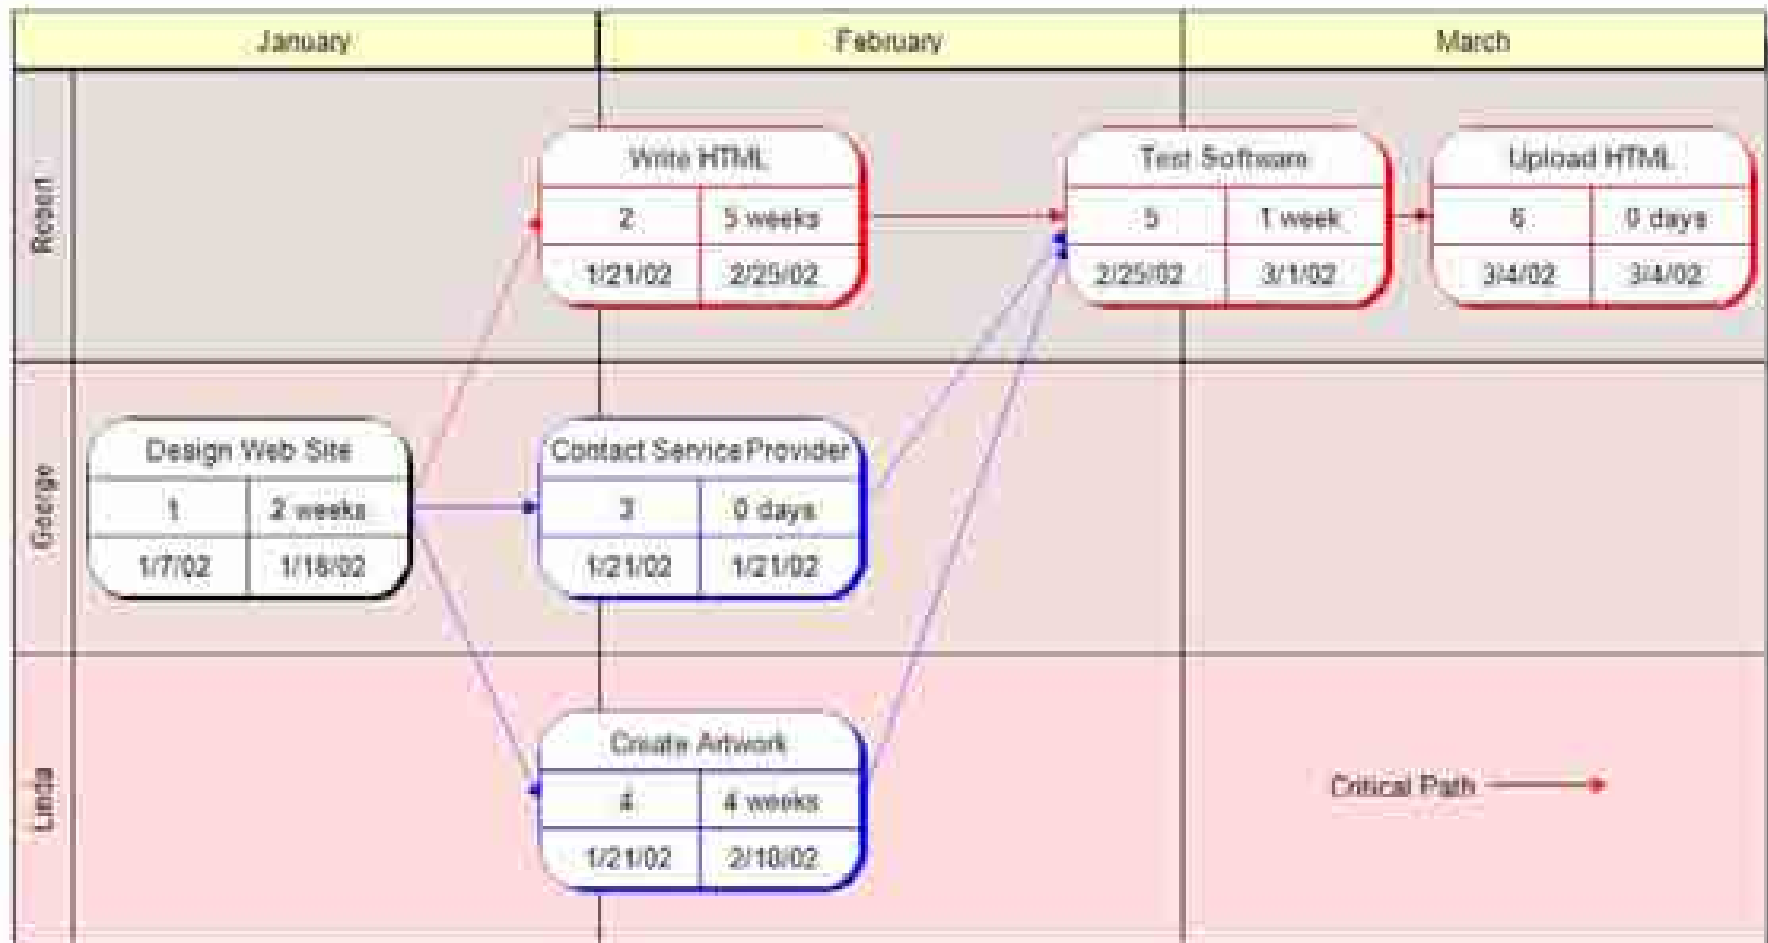 January February March
Robert
Write HTML
2 5 weeks
1/21/02 2/25/02
Test Software
5 1 week
2/25/02 3/1/02
Upload HTML
6 0 days
3/4/02 3/4/02
George
Design Web Site
1 2 weeks
1/7/02 1/18/02
Contact Service Provider
3 0 days
1/21/02 1/21/02
Linda
Create Artwork
4 4 weeks
1/21/02 2/10/02
Critical Path